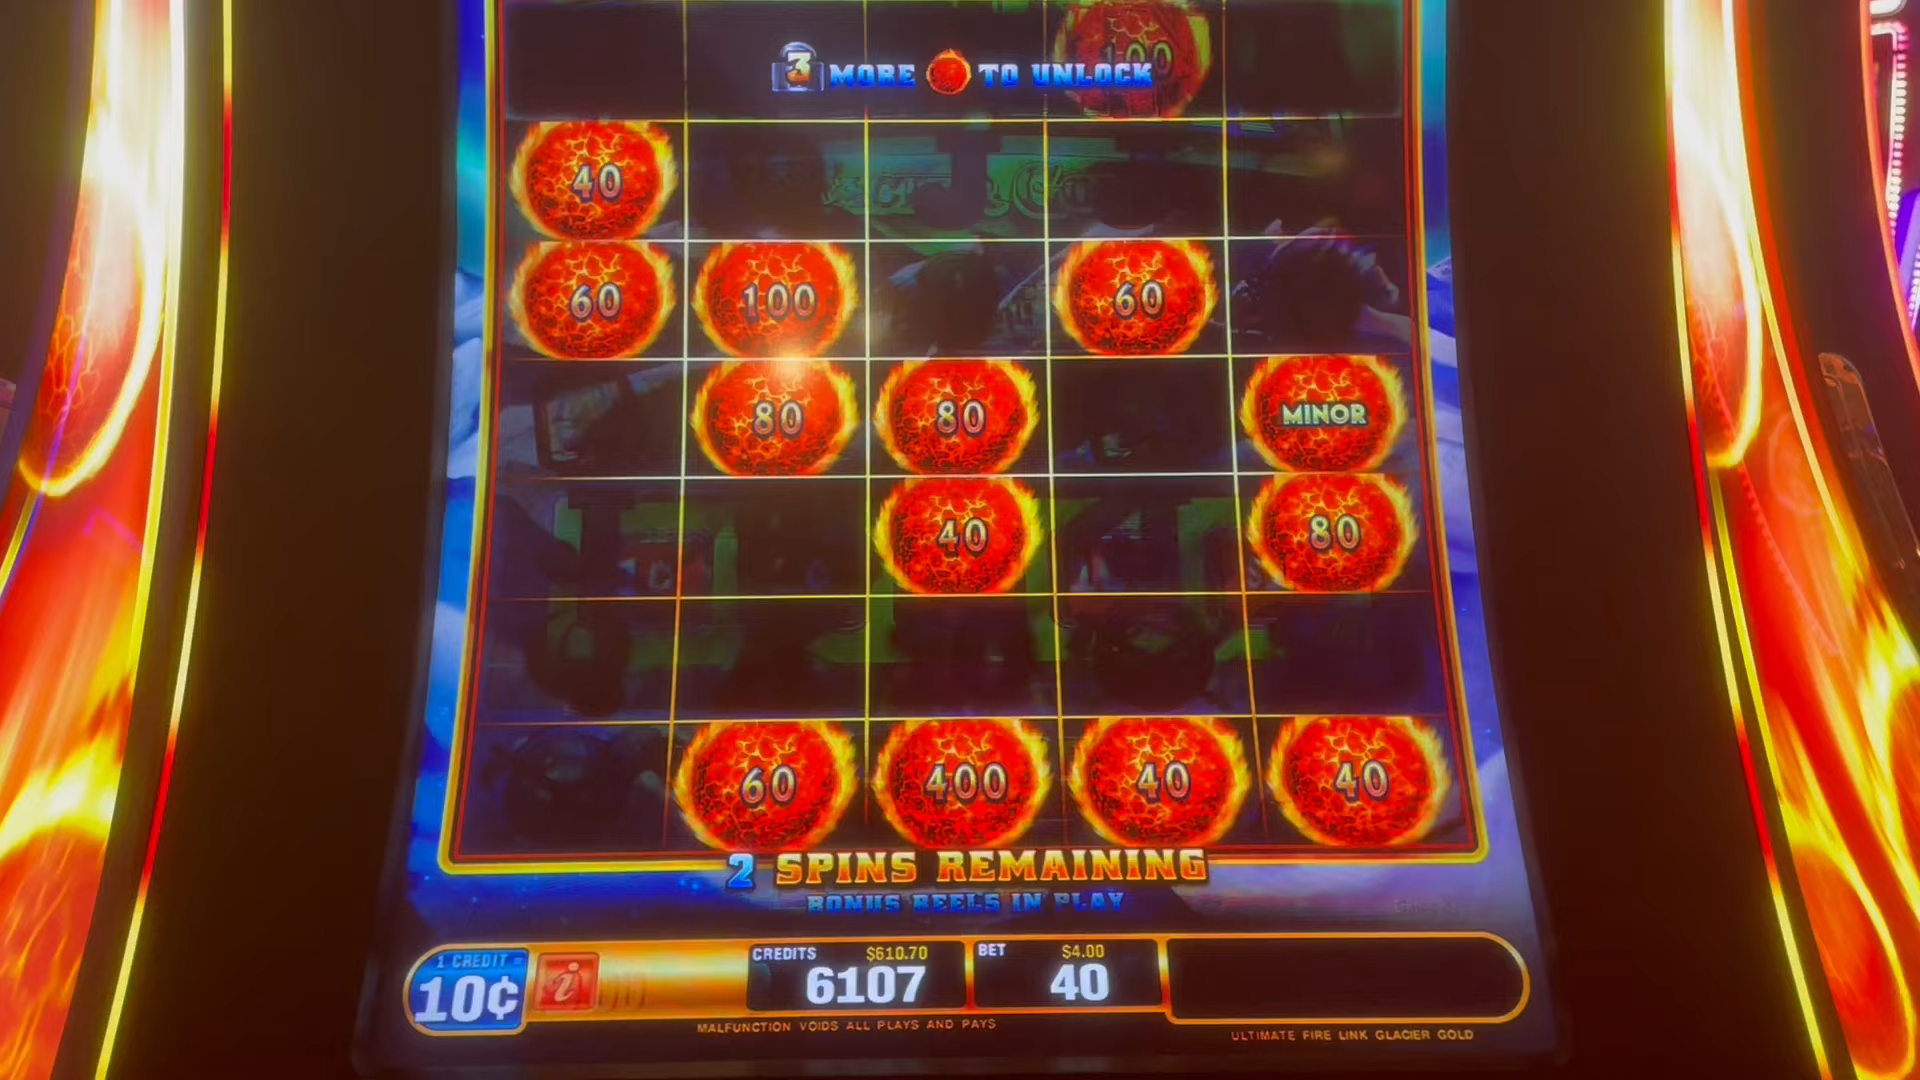 100
3 MORE TO UNLOCK
40
60 100 60
80 80 MINOR
40 80
60 400 40 40
2 SPINS REMAINING
BONUS REELS IN PLAY
1 CREDIT = 10¢
i
CREDITS $610.70
6107
BET $4.00
40
MALFUNCTION VOIDS ALL PLAYS AND PAYS
ULTIMATE FIRE LINK GLACIER GOLD